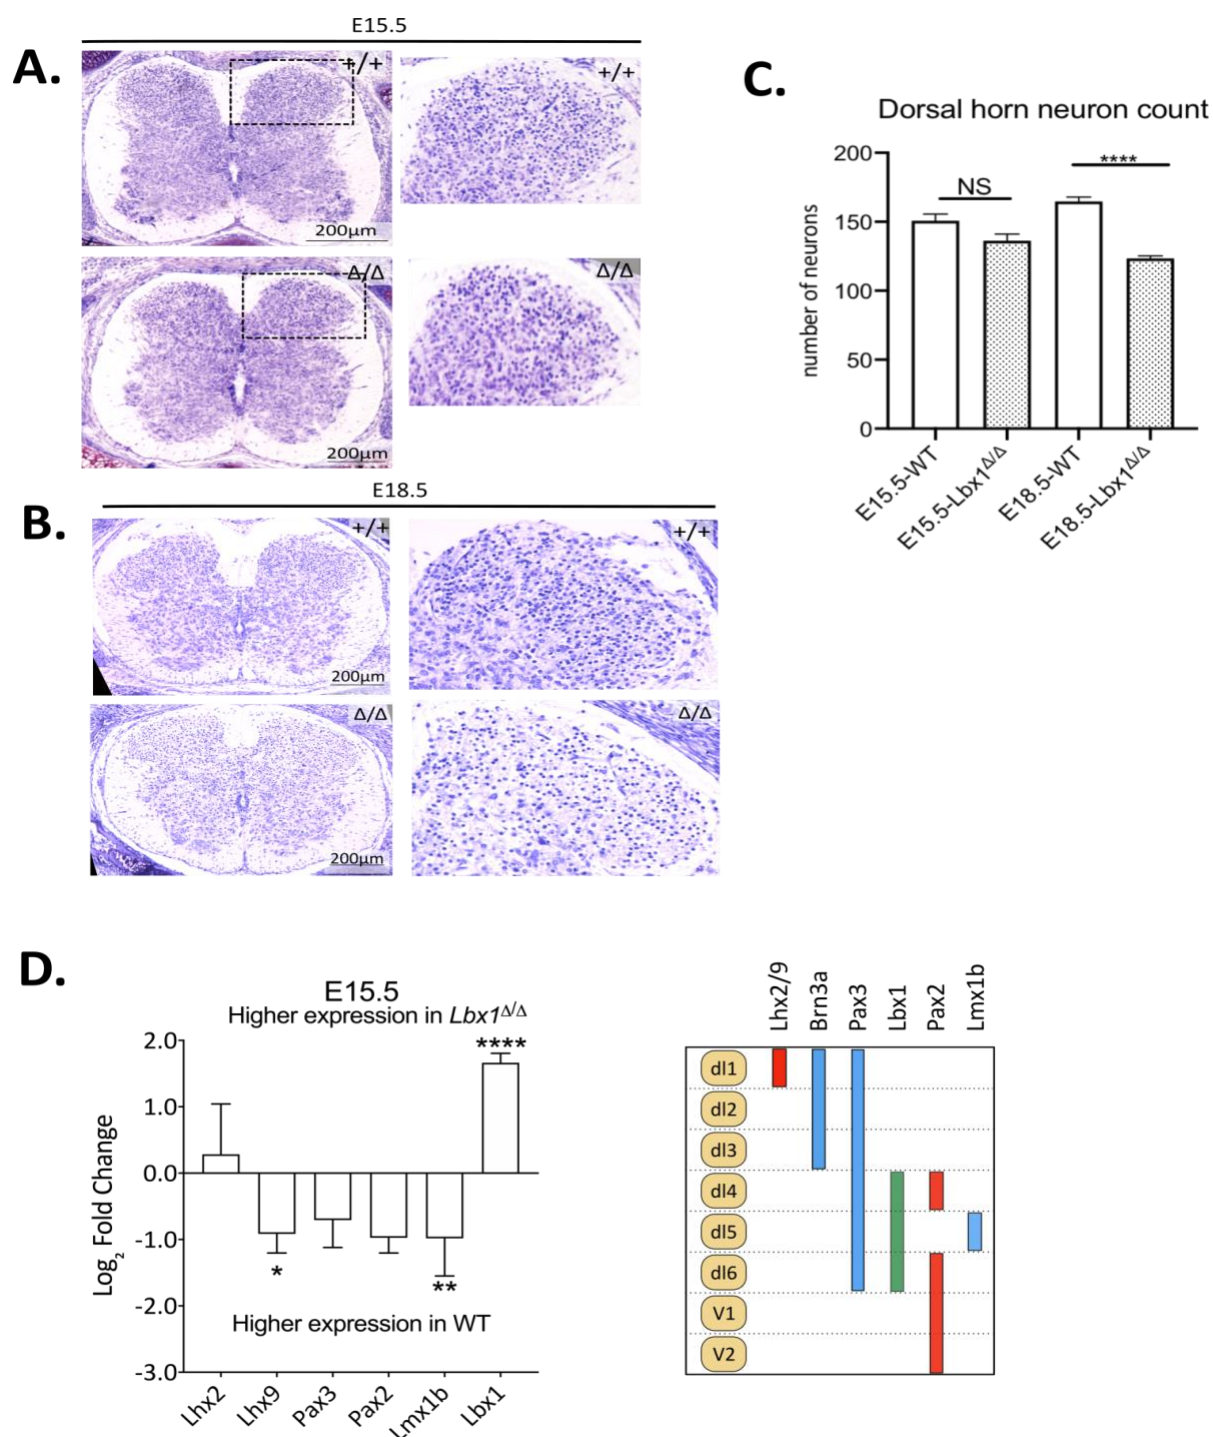 E15.5
A.
+/+
+/+
200μm
Δ/Δ
Δ/Δ
200μm
E18.5
B.
+/+
+/+
200μm
Δ/Δ
Δ/Δ
200μm
C.
Dorsal horn neuron count
number of neurons
200
150
100
50
0
NS
****
E15.5-WT
E15.5-Lbx1Δ/Δ
E18.5-WT
E18.5-Lbx1Δ/Δ
D.
E15.5
Higher expression in Lbx1Δ/Δ
Log2 Fold Change
2.0
1.0
0.0
-1.0
-2.0
-3.0
****
*
**
Higher expression in WT
Lhx2
Lhx9
Pax3
Pax2
Lmx1b
Lbx1
Lhx2/9
Brn3a
Pax3
Lbx1
Pax2
Lmx1b
dI1
dI2
dI3
dI4
dI5
dI6
V1
V2